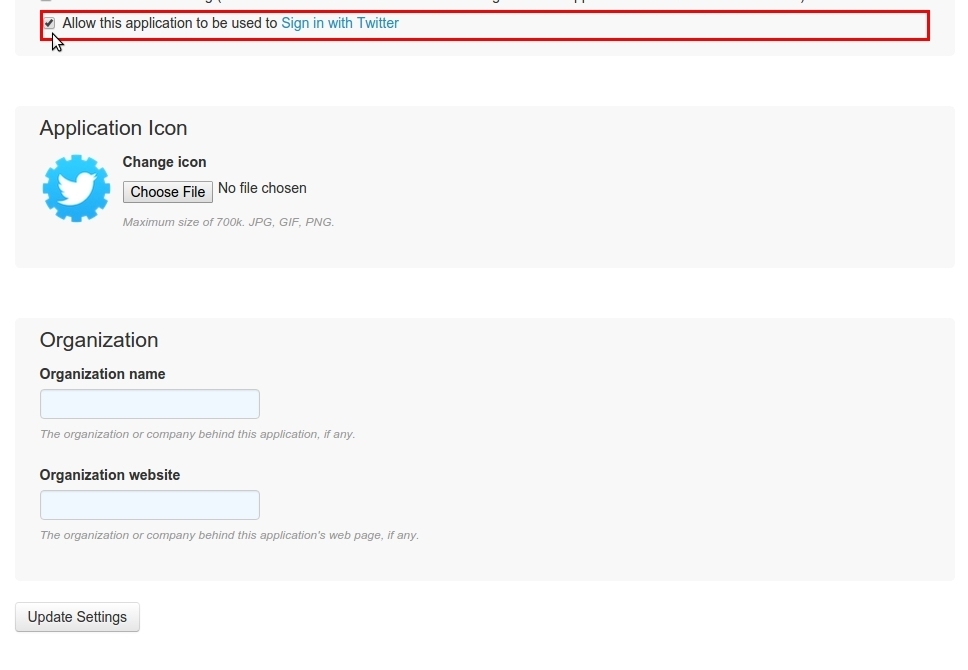 Allow this application to be used to Sign in with Twitter
Application Icon
Change icon
Choose File No file chosen
Maximum size of 700k. JPG, GIF, PNG.
Organization
Organization name
The organization or company behind this application, if any.
Organization website
The organization or company behind this application's web page, if any.
Update Settings